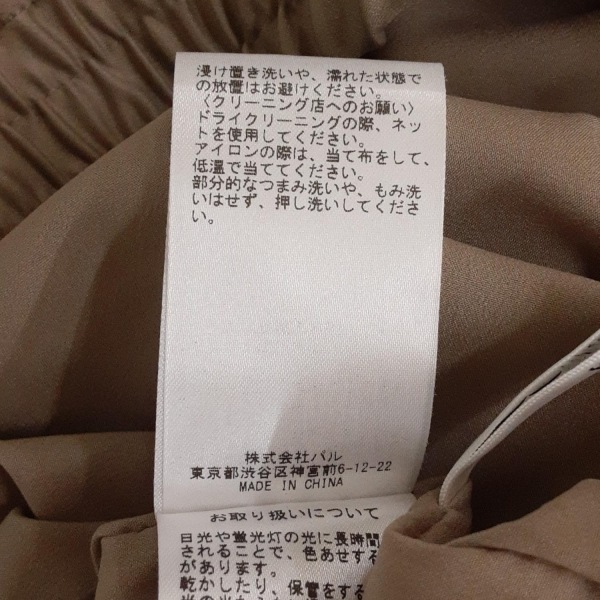 浸け置き洗いや、濡れた状態で
の放置はお避けください。
〈クリーニング店へのお願い〉
ドライクリーニングの際、ネッ
トを使用してください。
アイロンの際は、当て布をして、
低温で当ててください。
部分的なつまみ洗いや、もみ洗
いはせず、押し洗いしてくださ
い。
株式会社パル
東京都渋谷区神宮前6-12-22
MADE IN CHINA
お取り扱いについて
日光や蛍光灯の光に長時間
されることで、色あせする
があります。
乾かしたり、保管をする